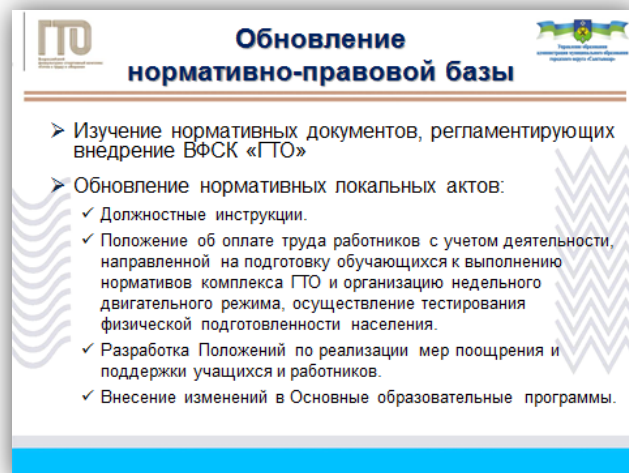 ГТО
Обновление
нормативно-правовой базы
Управление образования
➢ Изучение нормативных документов, регламентирующих
внедрение ВФСК «ГТО»
➢ Обновление нормативных локальных актов:
✓ Должностные инструкции.
✓ Положение об оплате труда работников с учетом деятельности,
направленной на подготовку обучающихся к выполнению
нормативов комплекса ГТО и организацию недельного
двигательного режима, осуществление тестирования
физической подготовленности населения.
✓ Разработка Положений по реализации мер поощрения и
поддержки учащихся и работников.
✓ Внесение изменений в Основные образовательные программы.